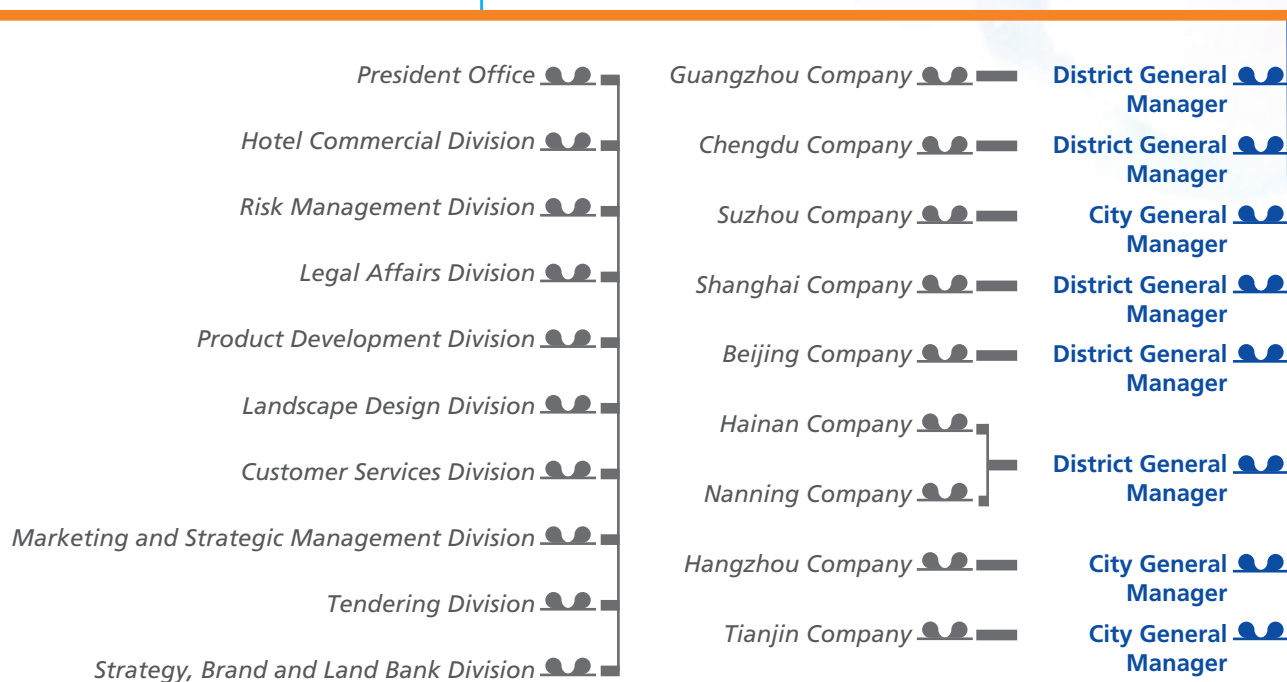 President Office
Hotel Commercial Division
Risk Management Division
Legal Affairs Division
Product Development Division
Landscape Design Division
Customer Services Division
Marketing and Strategic Management Division
Tendering Division
Strategy, Brand and Land Bank Division
Guangzhou Company
District General
Manager
Chengdu Company
District General
Manager
Suzhou Company
City General
Manager
Shanghai Company
District General
Manager
Beijing Company
District General
Manager
Hainan Company
Nanning Company
District General
Manager
Hangzhou Company
City General
Manager
Tianjin Company
City General
Manager